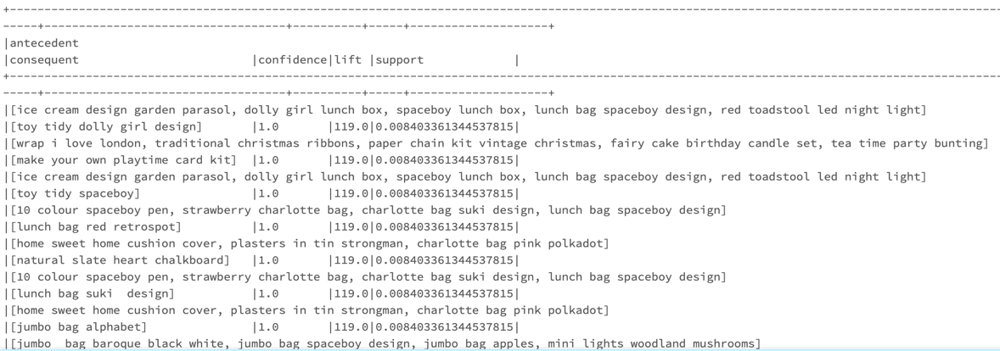 +--------------------------------------------------------------------------------------------------------------------------------------------------
-----+-----------------------------------+----------+-----+--------------------+
|antecedent
|consequent                         |confidence|lift |support             |
+--------------------------------------------------------------------------------------------------------------------------------------------------
-----+-----------------------------------+----------+-----+--------------------+
|[ice cream design garden parasol, dolly girl lunch box, spaceboy lunch box, lunch bag spaceboy design, red toadstool led night light]
|[toy tidy dolly girl design]       |1.0       |119.0|0.008403361344537815|
|[wrap i love london, traditional christmas ribbons, paper chain kit vintage christmas, fairy cake birthday candle set, tea time party bunting]
|[make your own playtime card kit]  |1.0       |119.0|0.008403361344537815|
|[ice cream design garden parasol, dolly girl lunch box, spaceboy lunch box, lunch bag spaceboy design, red toadstool led night light]
|[toy tidy spaceboy]                |1.0       |119.0|0.008403361344537815|
|[10 colour spaceboy pen, strawberry charlotte bag, charlotte bag suki design, lunch bag spaceboy design]
|[lunch bag red retrospot]          |1.0       |119.0|0.008403361344537815|
|[home sweet home cushion cover, plasters in tin strongman, charlotte bag pink polkadot]
|[natural slate heart chalkboard]   |1.0       |119.0|0.008403361344537815|
|[10 colour spaceboy pen, strawberry charlotte bag, charlotte bag suki design, lunch bag spaceboy design]
|[lunch bag suki  design]           |1.0       |119.0|0.008403361344537815|
|[home sweet home cushion cover, plasters in tin strongman, charlotte bag pink polkadot]
|[jumbo bag alphabet]               |1.0       |119.0|0.008403361344537815|
|[jumbo  bag baroque black white, jumbo bag spaceboy design, jumbo bag apples, mini lights woodland mushrooms]